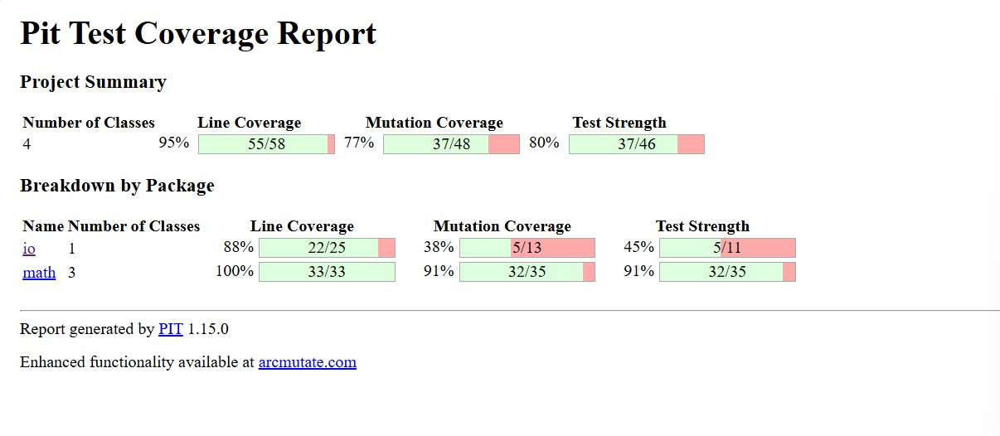 Pit Test Coverage Report
Project Summary
Number of Classes Line Coverage Mutation Coverage Test Strength
4 95% 55/58 77% 37/48 80% 37/46
Breakdown by Package
Name Number of Classes Line Coverage Mutation Coverage Test Strength
io 1 88% 22/25 38% 5/13 45% 5/11
math 3 100% 33/33 91% 32/35 91% 32/35
Report generated by PIT 1.15.0
Enhanced functionality available at arcmutate.com